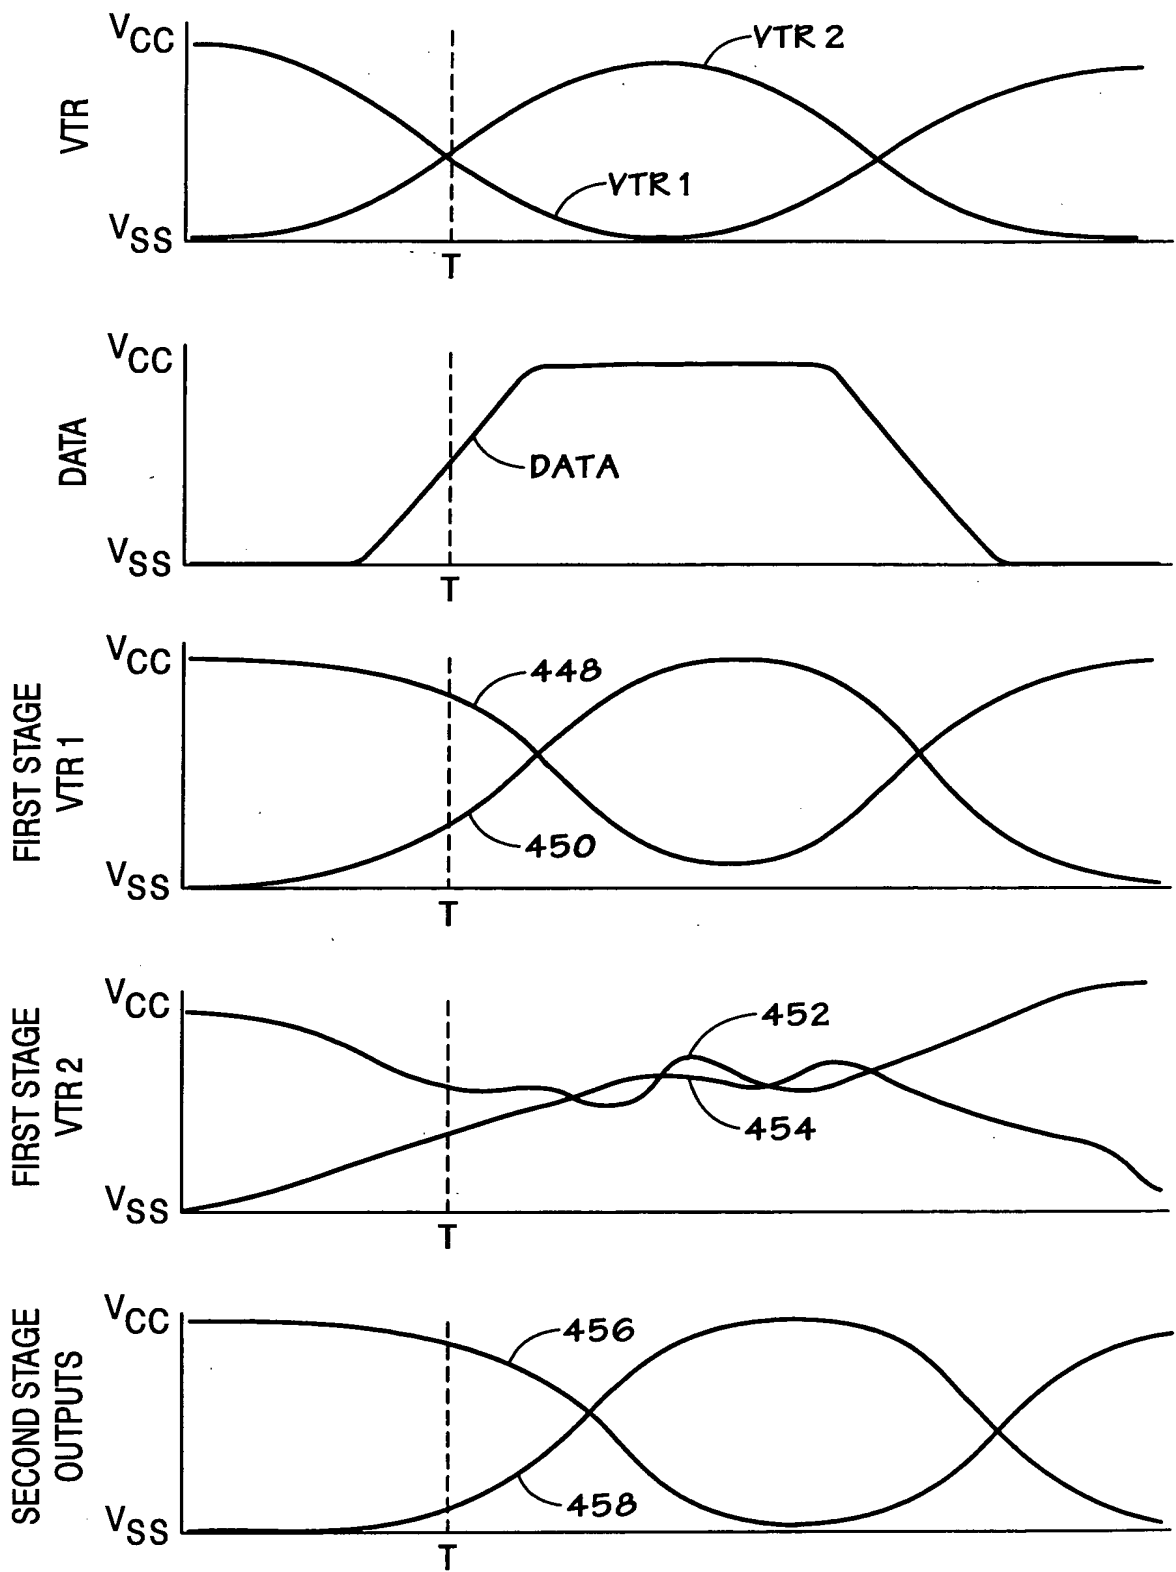 VCC
VTR 2
VTR
VTR 1
VSS
T
VCC
DATA
DATA
VSS
T
VCC
448
FIRST STAGE
VTR 1
450
VSS
T
VCC
452
FIRST STAGE
VTR 2
454
VSS
T
VCC
456
SECOND STAGE
OUTPUTS
458
VSS
T